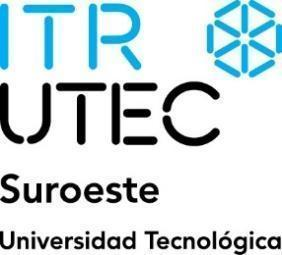 ITR
UTEC
Suroeste
Universidad Tecnológica